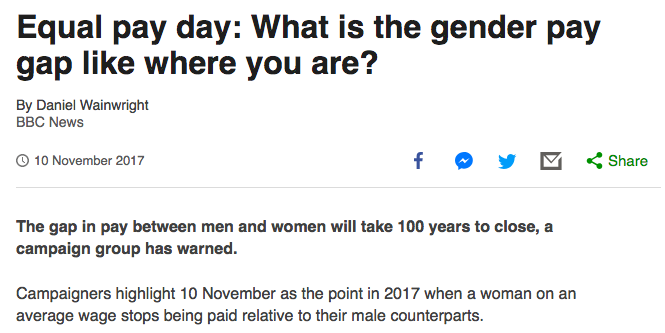 Equal pay day: What is the gender pay
gap like where you are?
By Daniel Wainwright
BBC News
10 November 2017
Share
The gap in pay between men and women will take 100 years to close, a
campaign group has warned.
Campaigners highlight 10 November as the point in 2017 when a woman on an
average wage stops being paid relative to their male counterparts.